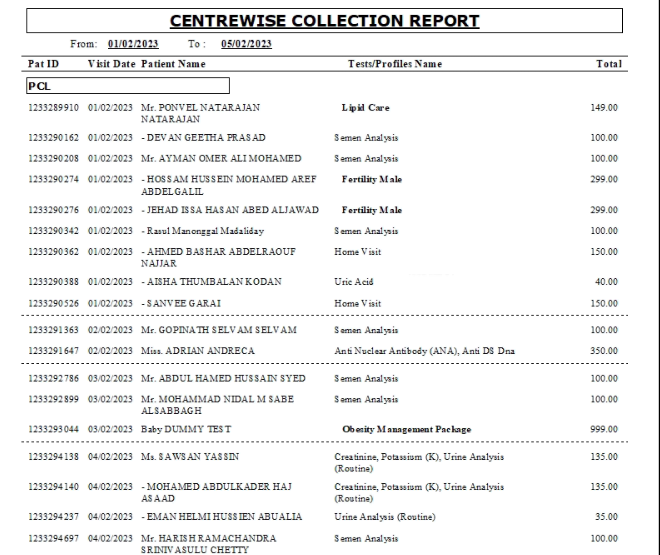 CENTREWISE COLLECTION REPORT
From: 01/02/2023 To : 05/02/2023
Pat ID Visit Date Patient Name Tests/Profiles Name Total
PCL
1233289910 01/02/2023 Mr. PONVEL NATARAJAN Lipid Care 149.00
NATARAJAN
1233290162 01/02/2023 - DEVAN GEETHA PRASAD Semen Analysis 100.00
1233290208 01/02/2023 Mr. AYMAN OMER ALI MOHAMED Semen Analysis 100.00
1233290274 01/02/2023 - HOSSAM HUSSEIN MOHAMED AREF Fertility Male 299.00
ABDELGALIL
1233290276 01/02/2023 - JEHAD ISSA HASAN ABED ALJAWAD Fertility Male 299.00
1233290342 01/02/2023 - Rasul Manonggal Madaliday Semen Analysis 100.00
1233290362 01/02/2023 - AHMED BASHAR ABDELRAOUF Home Visit 150.00
NAJJAR
1233290388 01/02/2023 - AISHA THUMBALAN KODAN Uric Acid 40.00
1233290526 01/02/2023 - SANVEE GARAI Home Visit 150.00
1233291363 02/02/2023 Mr. GOPINATH SELVAM SELVAM Semen Analysis 100.00
1233291647 02/02/2023 Miss. ADRIAN ANDRECA Anti Nuclear Antibody (ANA), Anti DS Dna 350.00
1233292786 03/02/2023 Mr. ABDUL HAMED HUSSAIN SYED Semen Analysis 100.00
1233292899 03/02/2023 Mr. MOHAMMAD NIDAL M SABE Semen Analysis 100.00
ALSABBAGH
1233293044 03/02/2023 Baby DUMMY TEST Obesity Management Package 999.00
1233294138 04/02/2023 Ms. SAWSAN YASSIN Creatinine, Potassium (K), Urine Analysis 135.00
(Routine)
1233294140 04/02/2023 - MOHAMED ABDULKADER HAJ Creatinine, Potassium (K), Urine Analysis 135.00
ASAAD (Routine)
1233294237 04/02/2023 - EMAN HELMI HUSSIEN ABUALIA Urine Analysis (Routine) 35.00
1233294697 04/02/2023 Mr. HARISH RAMACHANDRA Semen Analysis 100.00
SRINIVASULU CHETTY